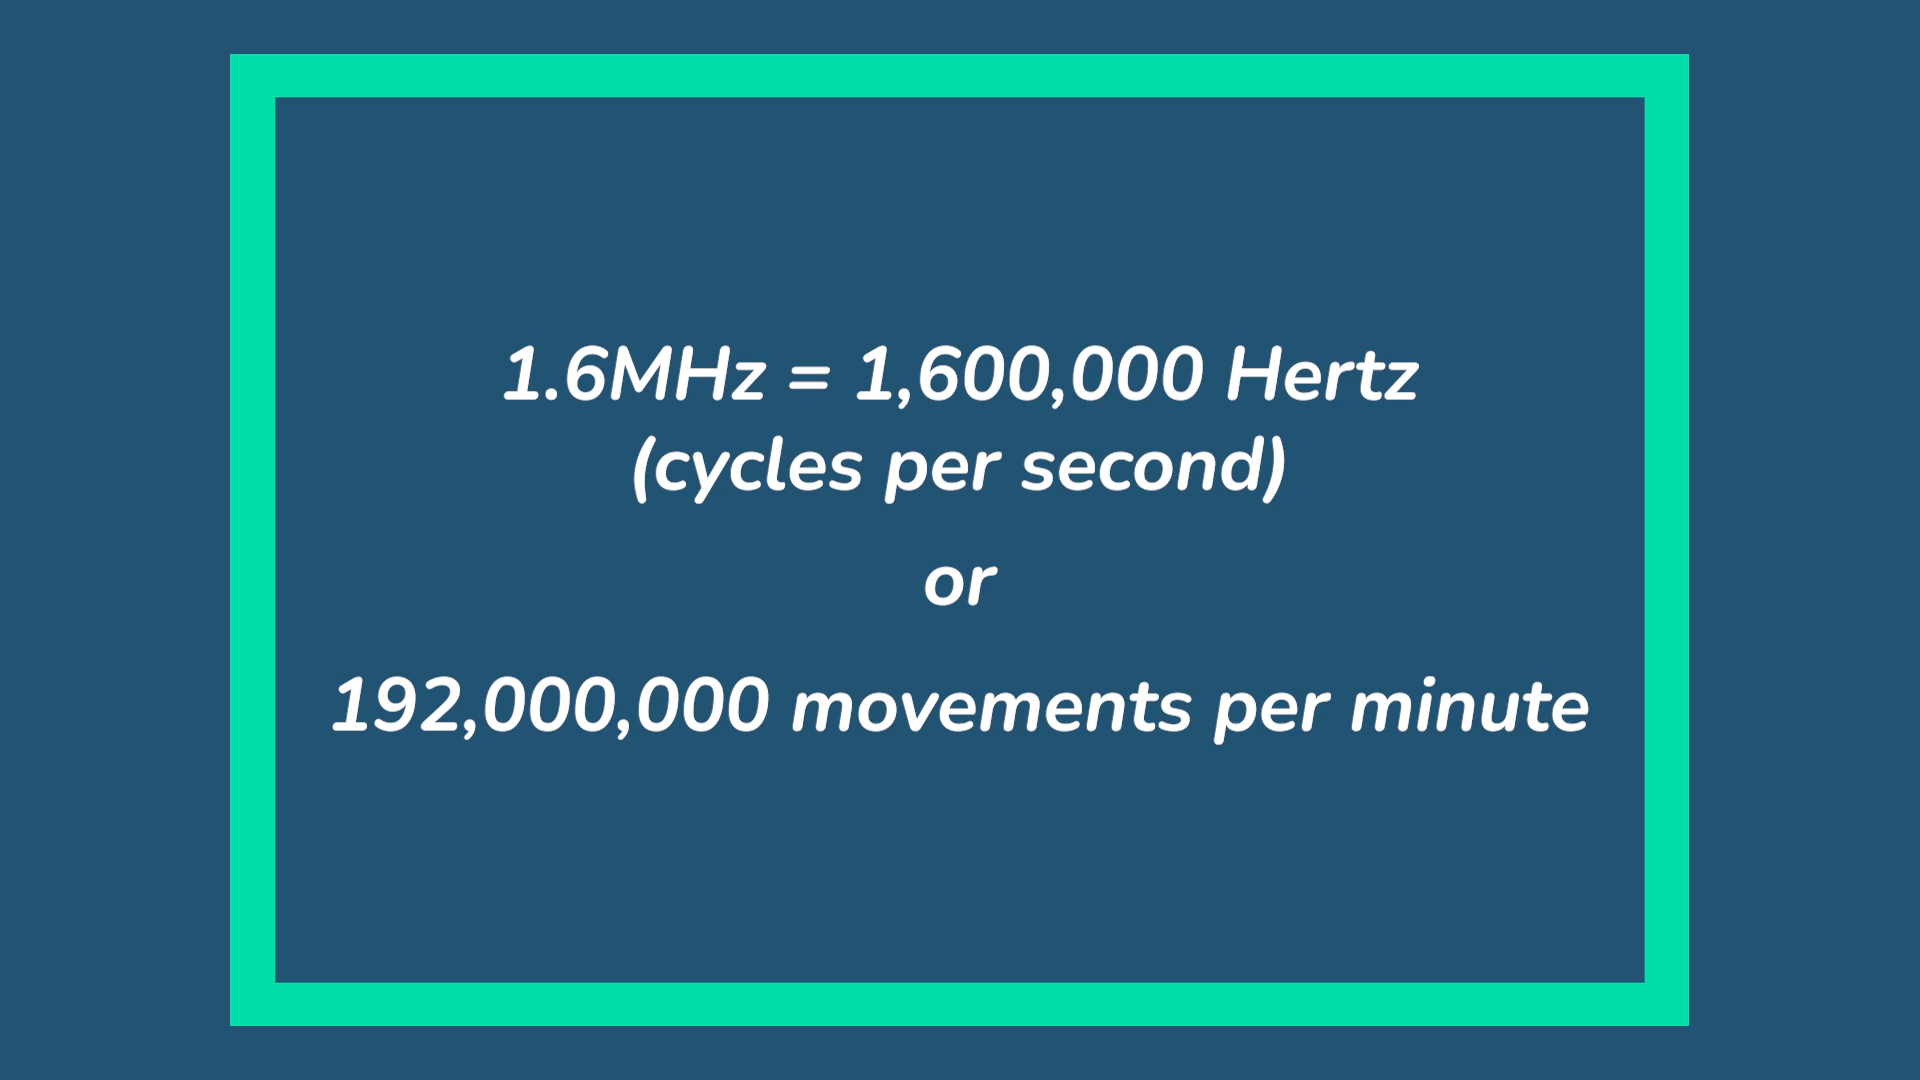 1.6MHz = 1,600,000 Hertz
(cycles per second)
or
192,000,000 movements per minute